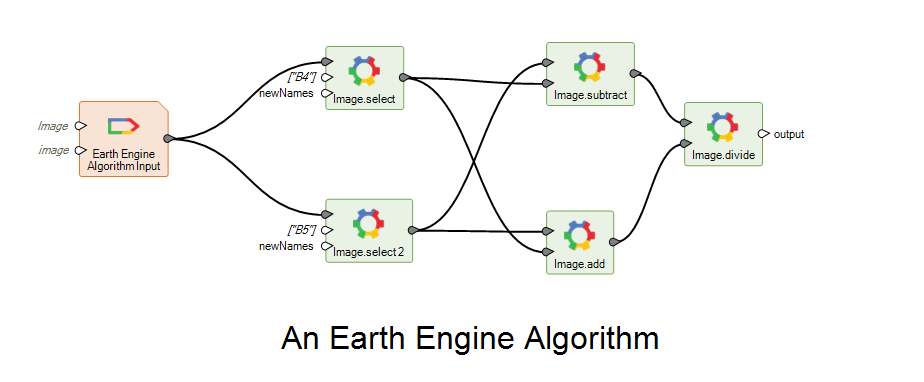 Image
image
Earth Engine
Algorithm Input
["B4"]
newNames
Image.select
["B5"]
newNames
Image.select 2
Image.subtract
Image.add
Image.divide
output
An Earth Engine Algorithm